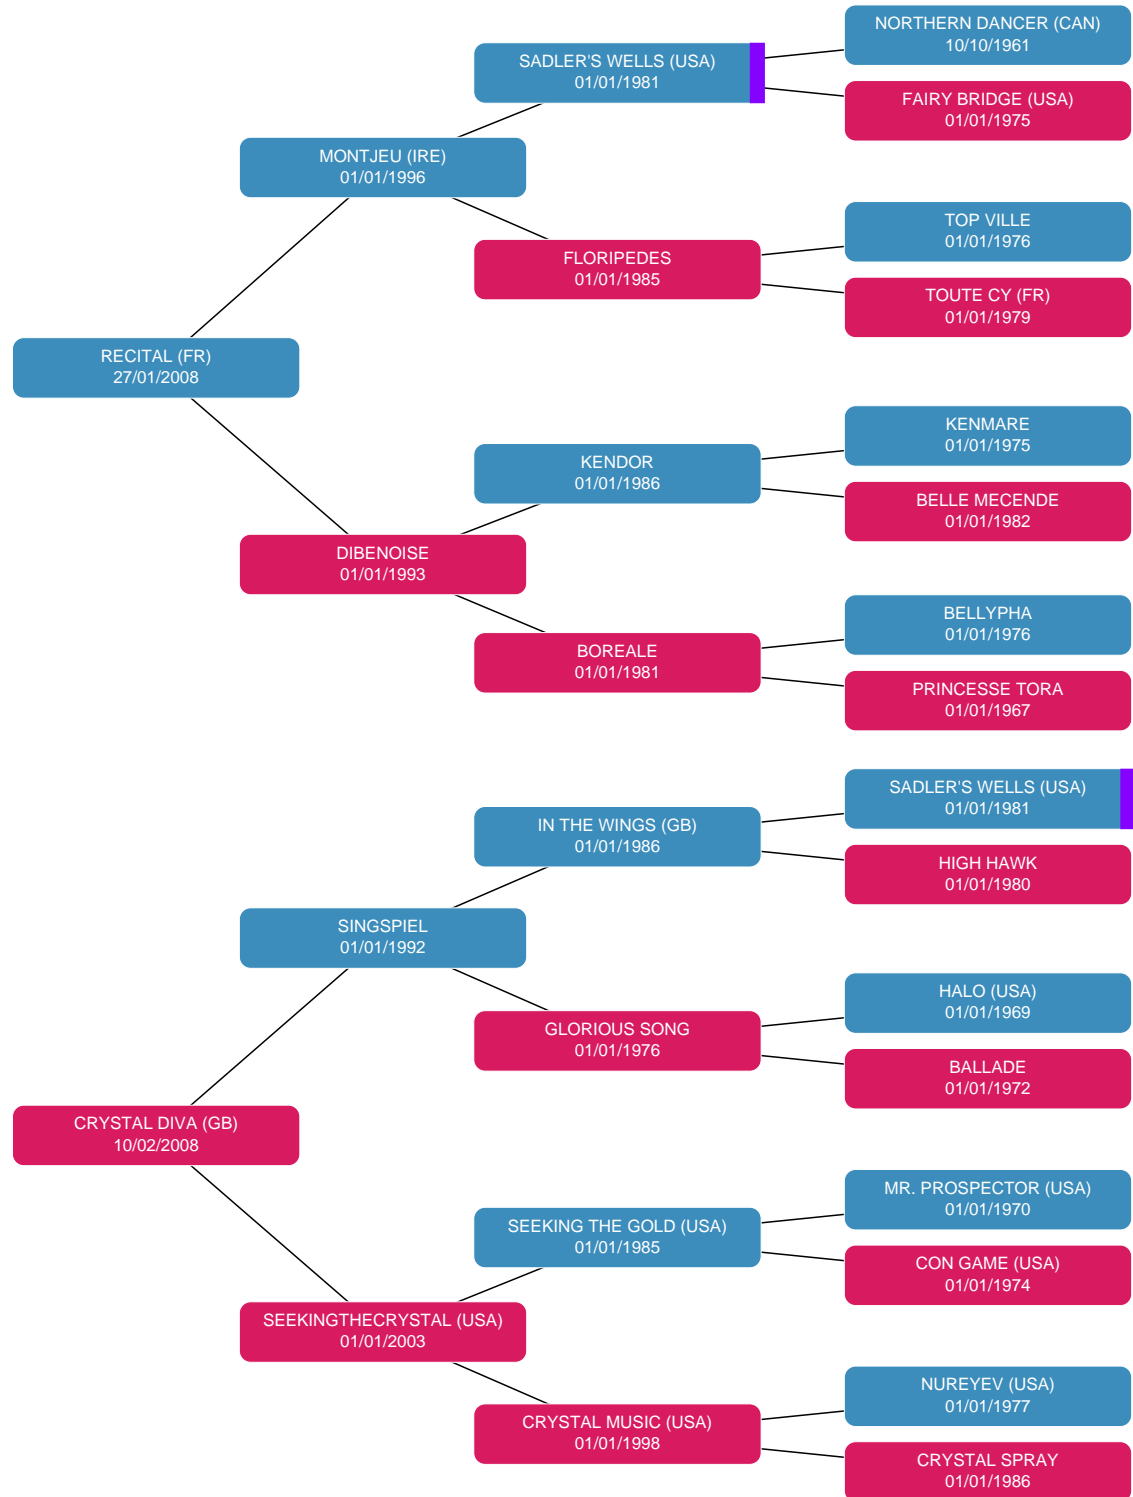 NORTHERN DANCER (CAN)
10/10/1961
SADLER'S WELLS (USA)
01/01/1981
FAIRY BRIDGE (USA)
01/01/1975
MONTJEU (IRE)
01/01/1996
TOP VILLE
01/01/1976
FLORIPEDES
01/01/1985
TOUTE CY (FR)
01/01/1979
RECITAL (FR)
27/01/2008
KENMARE
01/01/1975
KENDOR
01/01/1986
BELLE MECENDE
01/01/1982
DIBENOISE
01/01/1993
BELLYPHA
01/01/1976
BOREALE
01/01/1981
PRINCESSE TORA
01/01/1967
SADLER'S WELLS (USA)
01/01/1981
IN THE WINGS (GB)
01/01/1986
HIGH HAWK
01/01/1980
SINGSPIEL
01/01/1992
HALO (USA)
01/01/1969
GLORIOUS SONG
01/01/1976
BALLADE
01/01/1972
CRYSTAL DIVA (GB)
10/02/2008
MR. PROSPECTOR (USA)
01/01/1970
SEEKING THE GOLD (USA)
01/01/1985
CON GAME (USA)
01/01/1974
SEEKINGTHECRYSTAL (USA)
01/01/2003
NUREYEV (USA)
01/01/1977
CRYSTAL MUSIC (USA)
01/01/1998
CRYSTAL SPRAY
01/01/1986